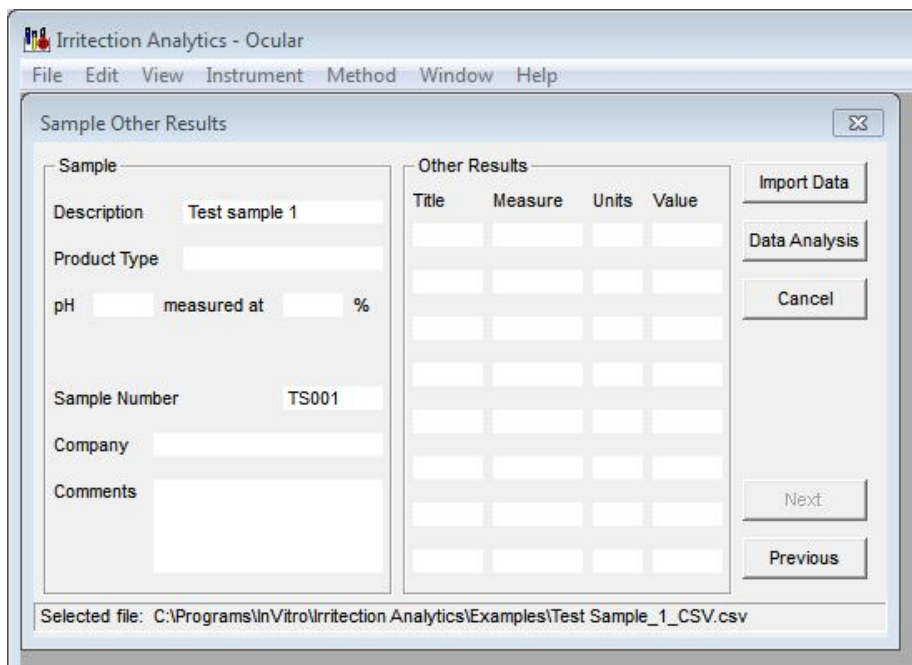 Irritection Analytics - Ocular
File Edit View Instrument Method Window Help
Sample Other Results
Sample
Description Test sample 1
Product Type
pH measured at %
Sample Number TS001
Company
Comments
Other Results
Title Measure Units Value
Import Data
Data Analysis
Cancel
Next
Previous
Selected file: C:\Programs\InVitro\Irritection Analytics\Examples\Test Sample_1_CSV.csv